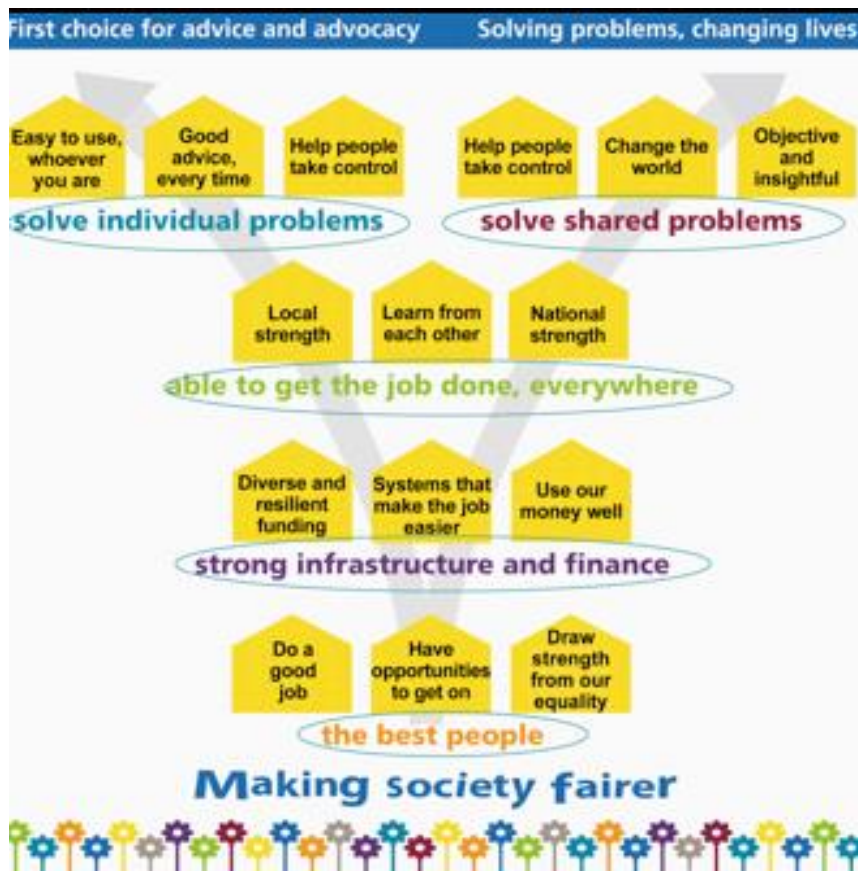 First choice for advice and advocacy
Solving problems, changing lives
Easy to use,
whoever
you are
Good
advice,
every time
Help people
take control
Help people
take control
Change the
world
Objective
and
insightful
solve individual problems
solve shared problems
Local
strength
Learn from
each other
National
strength
able to get the job done, everywhere
Diverse and
resilient
funding
Systems that
make the job
easier
Use our
money well
strong infrastructure and finance
Do a
good
job
Have
opportunities
to get on
Draw
strength
from our
equality
the best people
Making society fairer